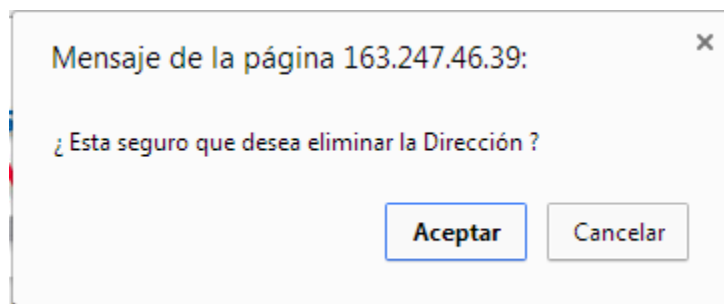 Mensaje de la página 163.247.46.39:
¿ Esta seguro que desea eliminar la Dirección ?
Aceptar
Cancelar